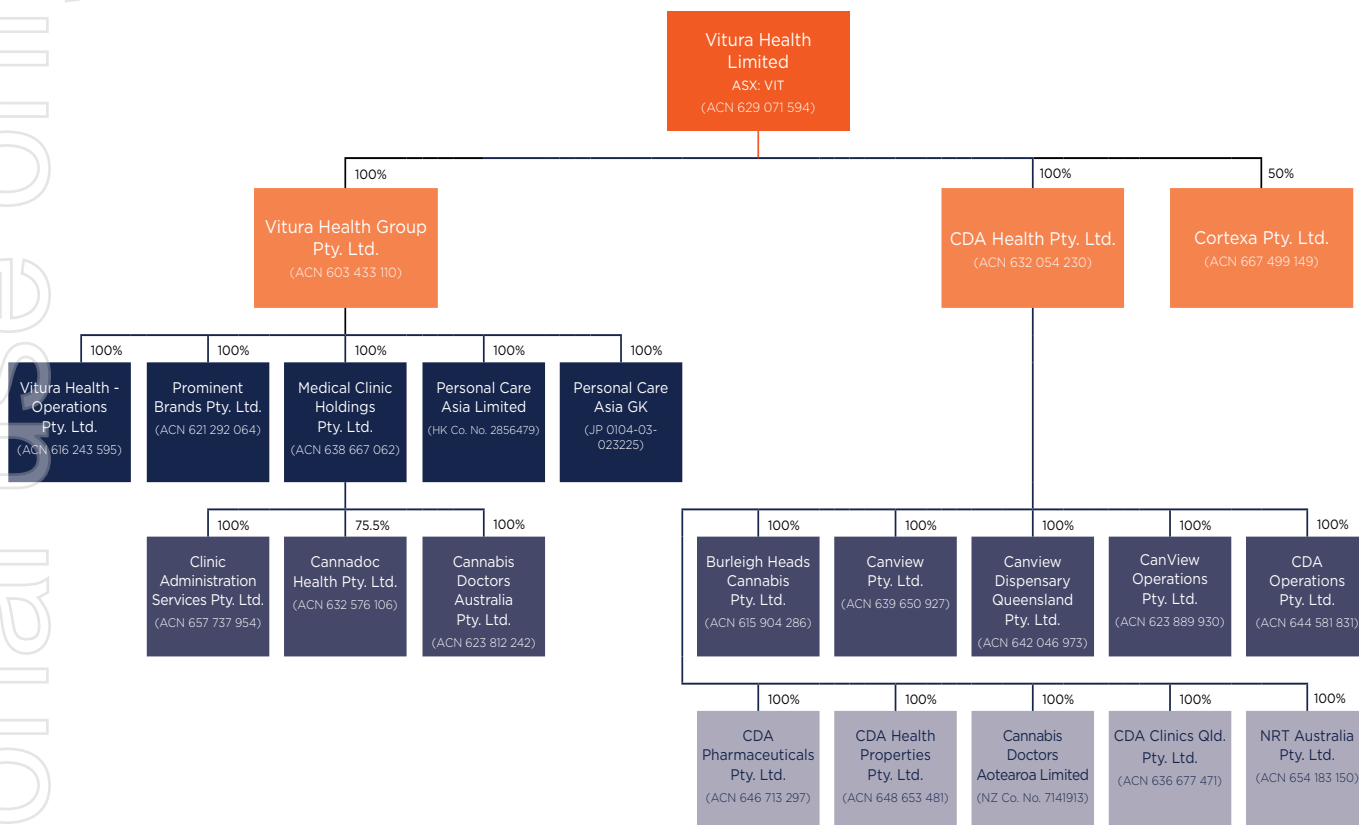 Vitura Health
Limited
ASX: VIT
(ACN 629 071 594)
100%
100%
50%
Vitura Health Group
Pty. Ltd.
(ACN 603 433 110)
CDA Health Pty. Ltd.
(ACN 632 054 230)
Cortexa Pty. Ltd.
(ACN 667 499 149)
100%
100%
100%
100%
100%
Vitura Health -
Operations
Pty. Ltd.
(ACN 616 243 595)
Prominent
Brands Pty. Ltd.
(ACN 621 292 064)
Medical Clinic
Holdings
Pty. Ltd.
(ACN 638 667 062)
Personal Care
Asia Limited
(HK Co. No. 2856479)
Personal Care
Asia GK
(JP 0104-03-
023225)
100%
75.5%
100%
Clinic
Administration
Services Pty. Ltd.
(ACN 657 737 954)
Cannadoc
Health Pty. Ltd.
(ACN 632 576 106)
Cannabis
Doctors
Australia
Pty. Ltd.
(ACN 623 812 242)
100%
100%
100%
100%
100%
Burleigh Heads
Cannabis
Pty. Ltd.
(ACN 615 904 286)
Canview
Pty. Ltd.
(ACN 639 650 927)
Canview
Dispensary
Queensland
Pty. Ltd.
(ACN 642 046 973)
CanView
Operations
Pty. Ltd.
(ACN 623 889 930)
CDA
Operations
Pty. Ltd.
(ACN 644 581 831)
100%
100%
100%
100%
100%
CDA
Pharmaceuticals
Pty. Ltd.
(ACN 646 713 297)
CDA Health
Properties
Pty. Ltd.
(ACN 648 653 481)
Cannabis
Doctors
Aotearoa Limited
(NZ Co. No. 7141913)
CDA Clinics Qld.
Pty. Ltd.
(ACN 636 677 471)
NRT Australia
Pty. Ltd.
(ACN 654 183 150)
use